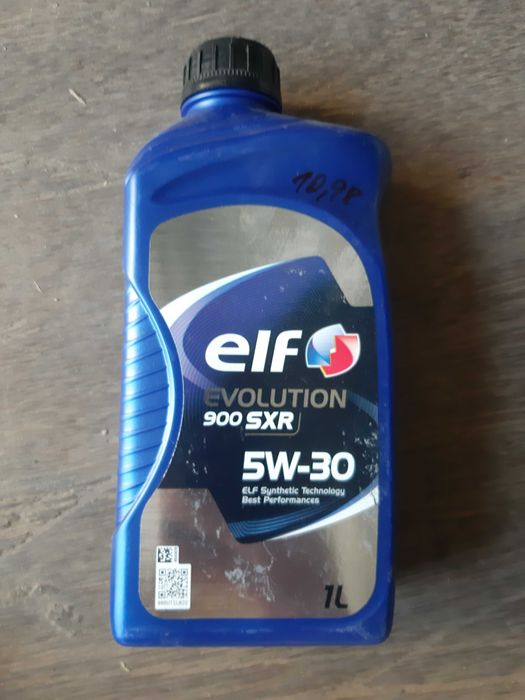 10,98
elf
EVOLUTION
900 SXR
5W-30
ELF Synthetic Technology
Best Performances
1L